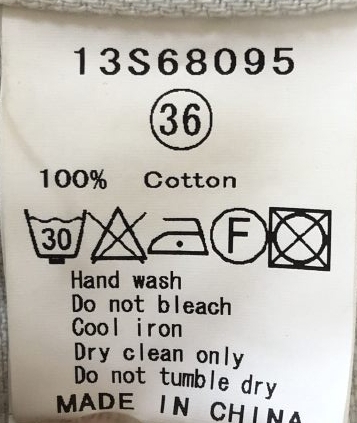 13S68095
36
100% Cotton
30 F
Hand wash
Do not bleach
Cool iron
Dry clean only
Do not tumble dry
MADE IN CHINA